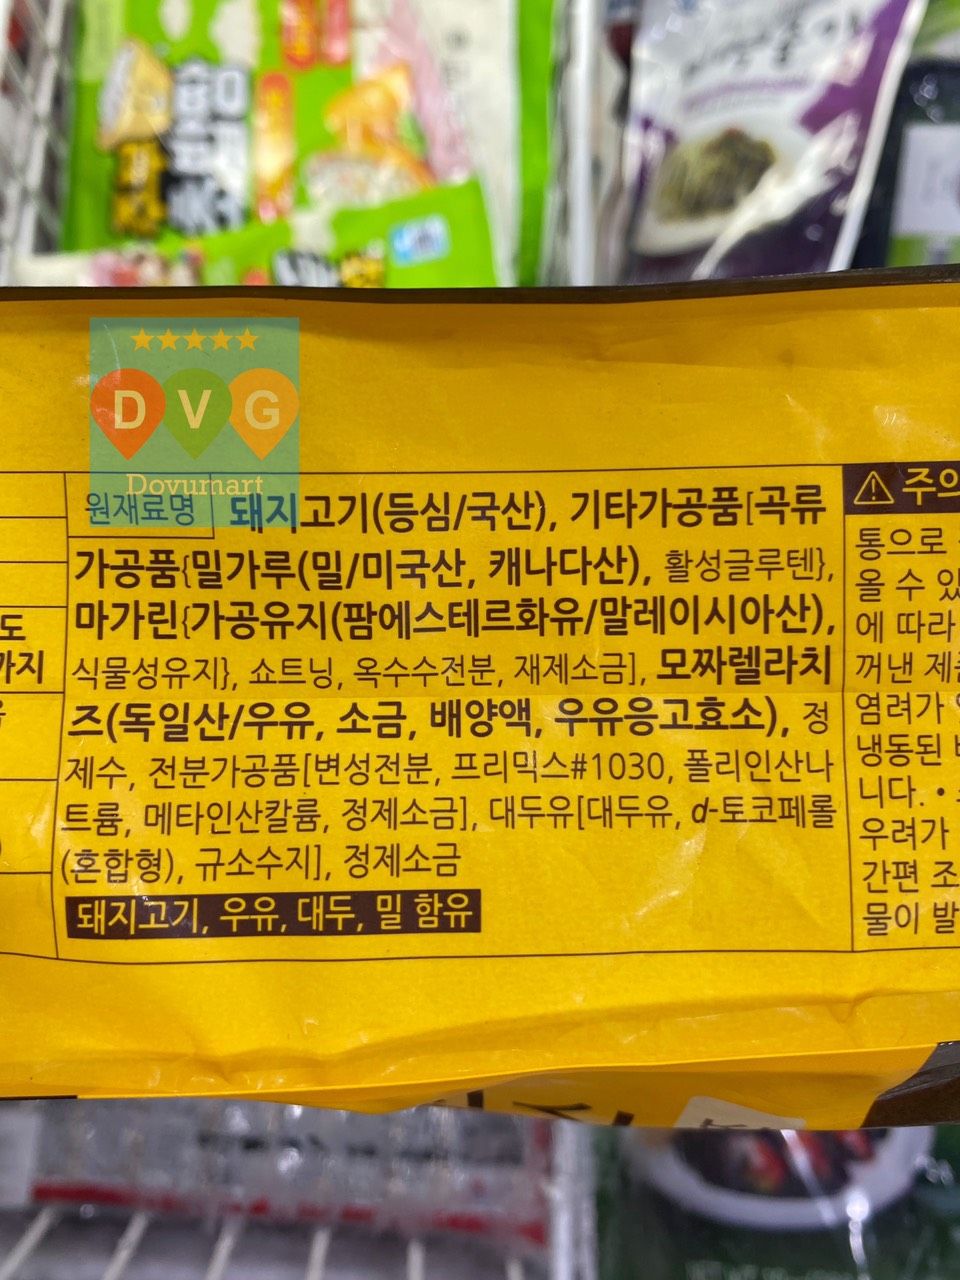 DVG
Dovumart
원재료명 돼지고기(등심/국산), 기타가공품[곡류
가공품{밀가루(밀/미국산, 캐나다산), 활성글루텐},
마가린{가공유지(팜에스테르화유/말레이시아산),
식물성유지}, 쇼트닝, 옥수수전분, 재제소금], 모짜렐라치
즈(독일산/우유, 소금, 배양액, 우유응고효소), 정
제수, 전분가공품[변성전분, 프리믹스#1030, 폴리인산나
트륨, 메타인산칼륨, 정제소금], 대두유[대두유, d-토코페롤
(혼합형), 규소수지], 정제소금
돼지고기, 우유, 대두, 밀 함유
도
까지
주의
통으로
올 수 있
에 따라
꺼낸 제
염려가
냉동된
니다. •
우려가
간편 조
물이 발